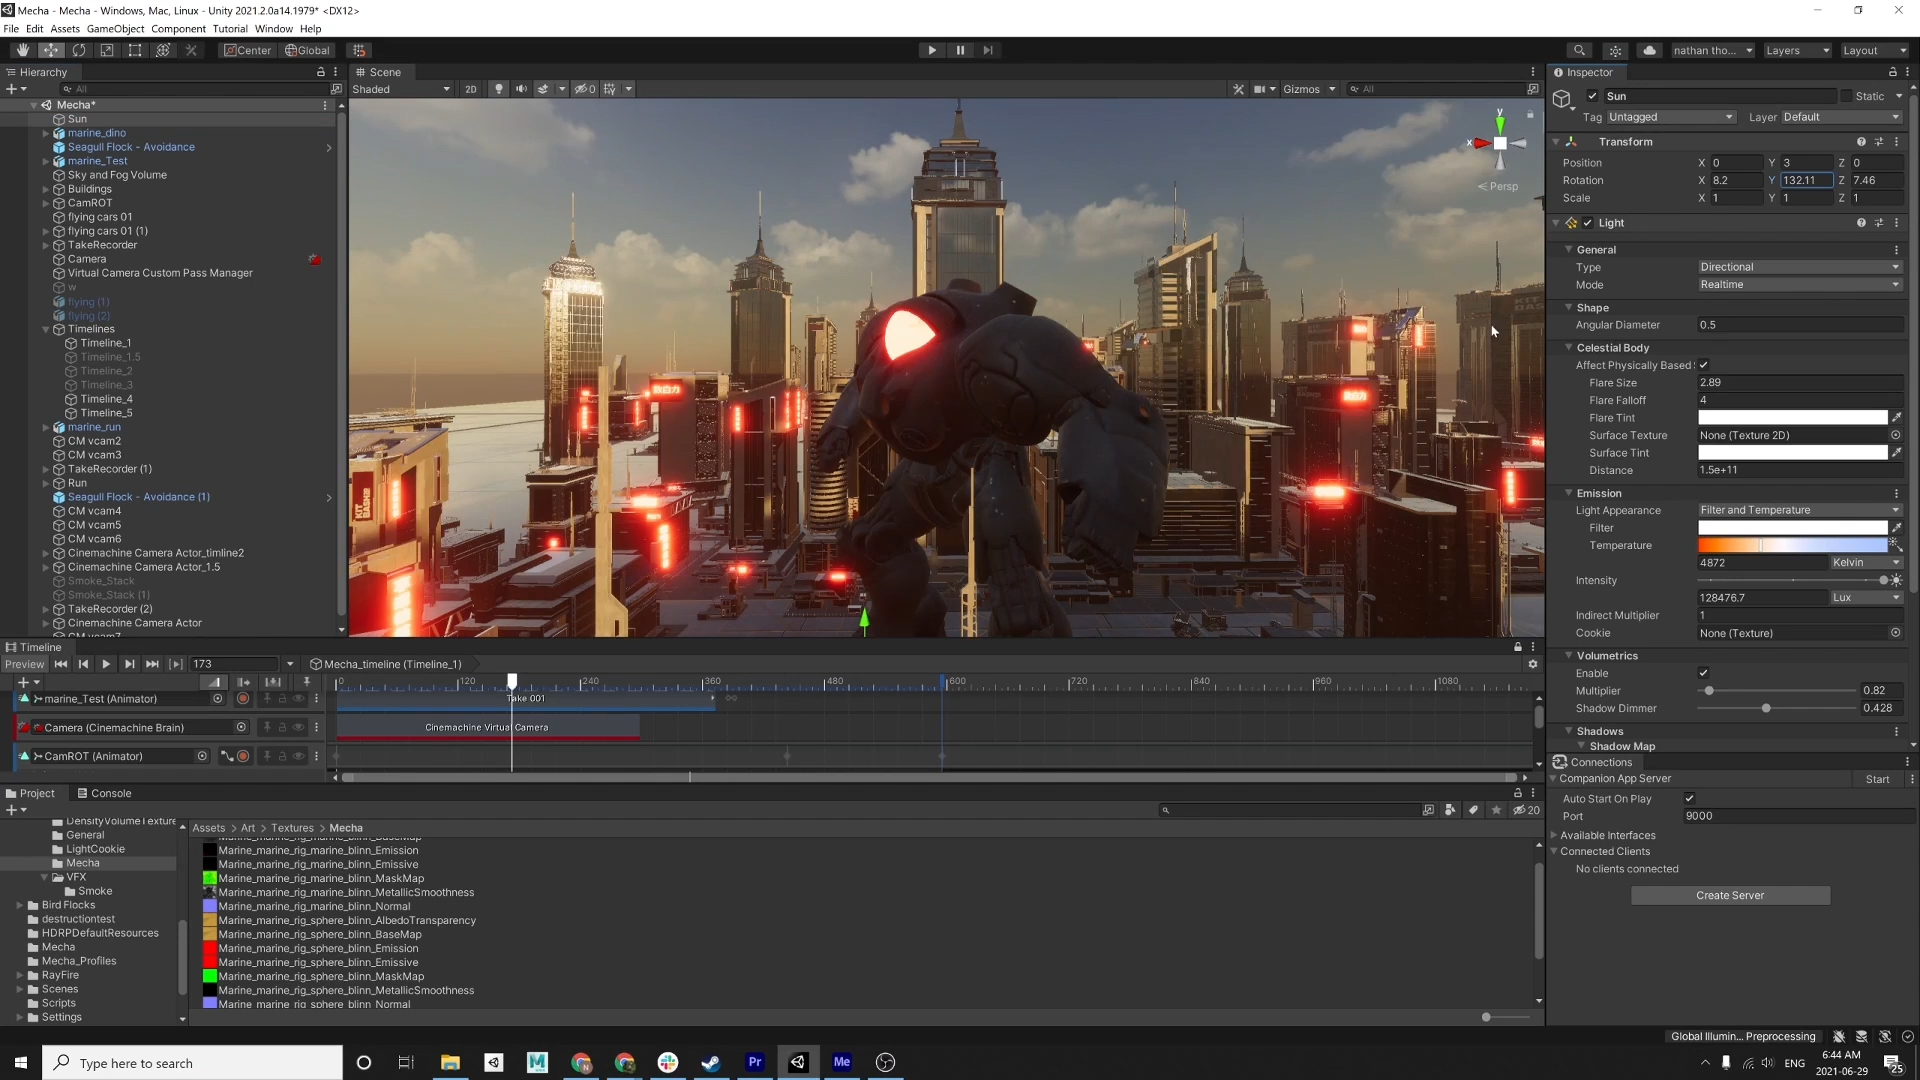 Mecha - Mecha - Windows, Mac, Linux - Unity 2021.2.0a14.1979* <DX12>
File Edit Assets GameObject Component Tutorial Window Help
Center Global nathan tho... Layers Layout
Hierarchy
All
Mecha*
Sun
marine_dino
Seagull Flock - Avoidance
marine_Test
Sky and Fog Volume
Buildings
CamROT
flying cars 01
flying cars 01 (1)
TakeRecorder
Camera
Virtual Camera Custom Pass Manager
w
flying (1)
flying (2)
Timelines
Timeline_1
Timeline_1.5
Timeline_2
Timeline_3
Timeline_4
Timeline_5
marine_run
CM vcam2
CM vcam3
TakeRecorder (1)
Run
Seagull Flock - Avoidance (1)
CM vcam4
CM vcam5
CM vcam6
Cinemachine Camera Actor_timline2
Cinemachine Camera Actor_1.5
Smoke_Stack
Smoke_Stack (1)
TakeRecorder (2)
Cinemachine Camera Actor
CM vcam7
Scene
Shaded 2D 0 Gizmos All
y
x
Persp
KIT BASH
Inspector
Sun Static
Tag Untagged Layer Default
Transform
Position X 0 Y 3 Z 0
Rotation X 8.2 Y 132.11 Z 7.46
Scale X 1 Y 1 Z 1
Light
General
Type Directional
Mode Realtime
Shape
Angular Diameter 0.5
Celestial Body
Affect Physically Based
Flare Size 2.89
Flare Falloff 4
Flare Tint
Surface Texture None (Texture 2D)
Surface Tint
Distance 1.5e+11
Emission
Light Appearance Filter and Temperature
Filter
Temperature
4872 Kelvin
Intensity
128476.7 Lux
Indirect Multiplier 1
Cookie None (Texture)
Volumetrics
Enable
Multiplier 0.82
Shadow Dimmer 0.428
Shadows
Shadow Map
Connections
Companion App Server Start
Auto Start On Play
Port 9000
Available Interfaces
Connected Clients
No clients connected
Create Server
Timeline
Preview 173 Mecha_timeline (Timeline_1)
0 120 240 360 480 600 720 840 960 1080
marine_Test (Animator) Take 001
Camera (Cinemachine Brain) Cinemachine Virtual Camera
CamROT (Animator)
Project Console
20
DensityVolumeTexture
General
LightCookie
Mecha
VFX
Smoke
Bird Flocks
destructiontest
HDRPDefaultResources
Mecha
Mecha_Profiles
RayFire
Scenes
Scripts
Settings
Assets > Art > Textures > Mecha
Marine_marine_rig_marine_blinn_BaseMap
Marine_marine_rig_marine_blinn_Emission
Marine_marine_rig_marine_blinn_Emissive
Marine_marine_rig_marine_blinn_MaskMap
Marine_marine_rig_marine_blinn_MetallicSmoothness
Marine_marine_rig_marine_blinn_Normal
Marine_marine_rig_sphere_blinn_AlbedoTransparency
Marine_marine_rig_sphere_blinn_BaseMap
Marine_marine_rig_sphere_blinn_Emission
Marine_marine_rig_sphere_blinn_Emissive
Marine_marine_rig_sphere_blinn_MaskMap
Marine_marine_rig_sphere_blinn_MetallicSmoothness
Marine_marine_rig_sphere_blinn_Normal
Global Illumin... Preprocessing
Type here to search
Pr Me
ENG
6:44 AM
2021-06-29
25